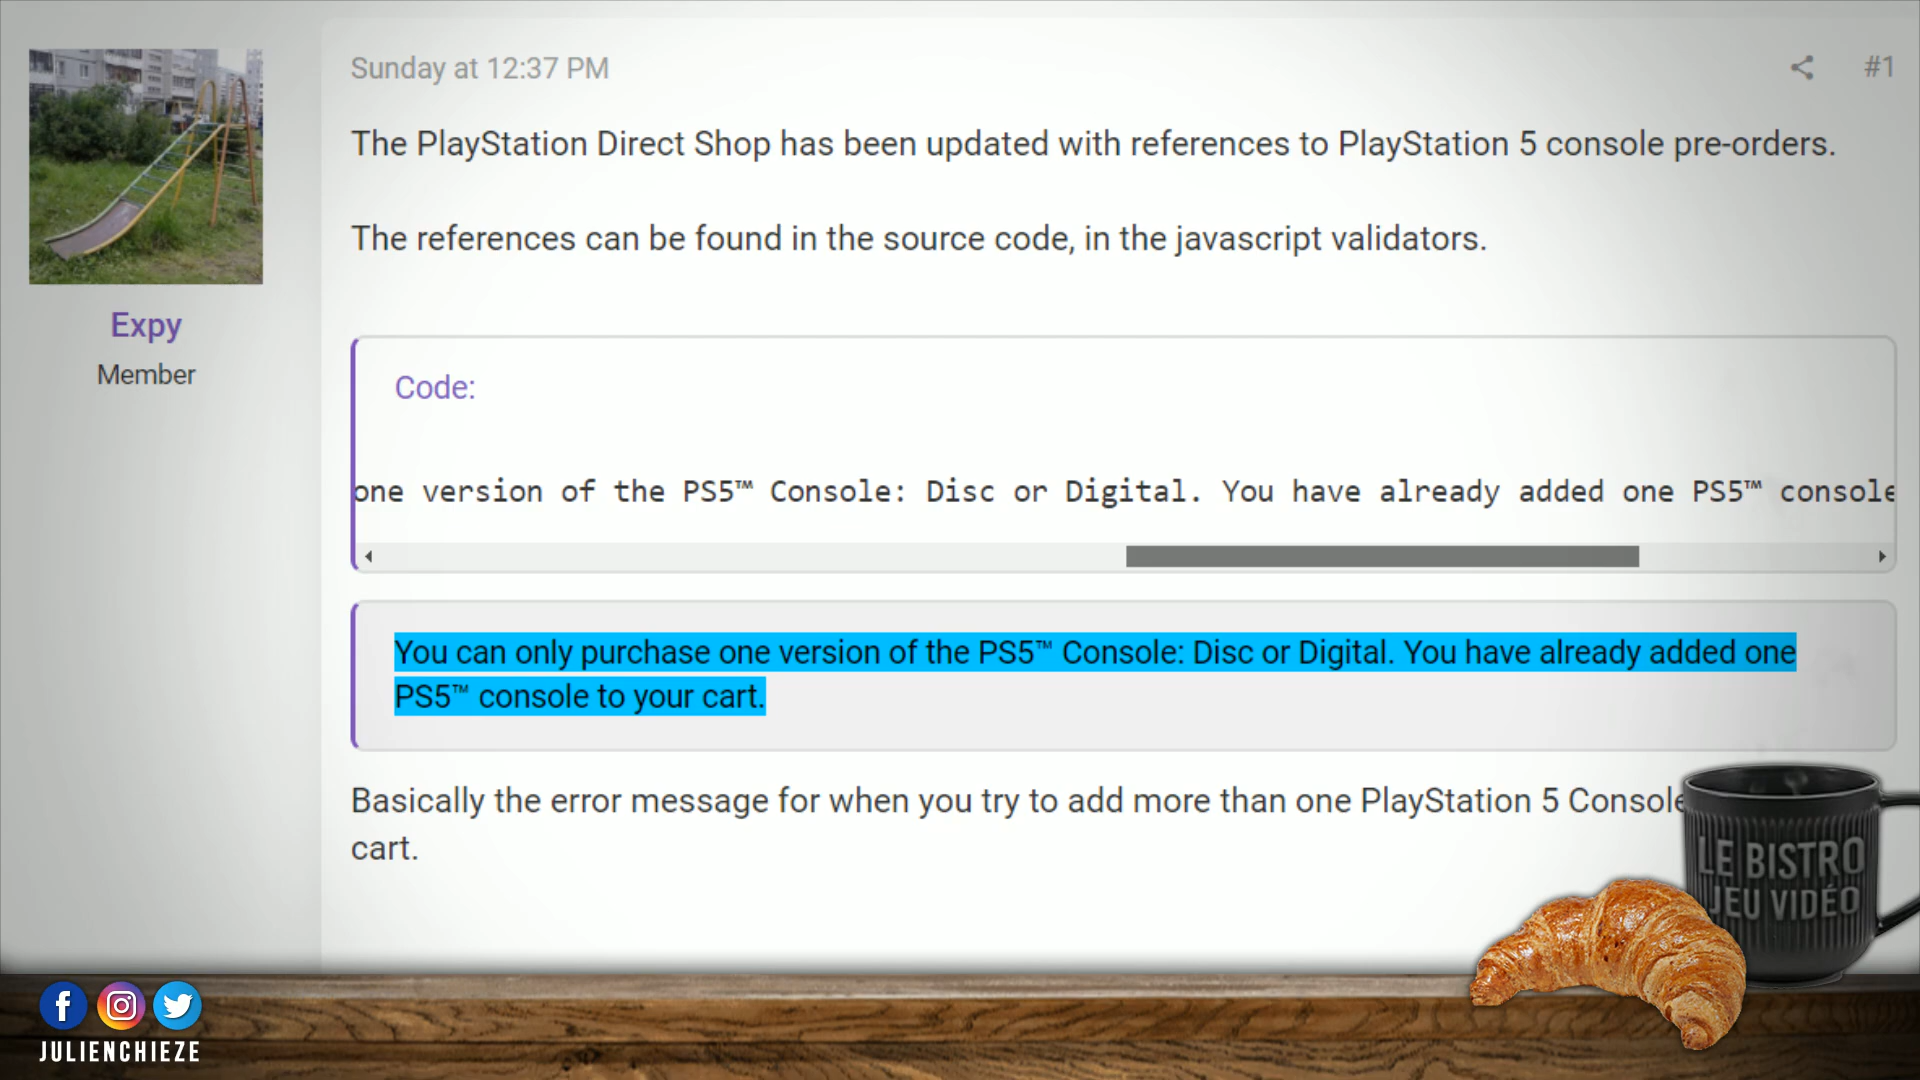 Sunday at 12:37 PM
#1
The PlayStation Direct Shop has been updated with references to PlayStation 5 console pre-orders.
The references can be found in the source code, in the javascript validators.
Expy
Member
Code:
one version of the PS5™ Console: Disc or Digital. You have already added one PS5™ console
You can only purchase one version of the PS5™ Console: Disc or Digital. You have already added one
PS5™ console to your cart.
Basically the error message for when you try to add more than one PlayStation 5 Console
cart.
LE BISTRO
JEU VIDÉO
JULIENCHIEZE